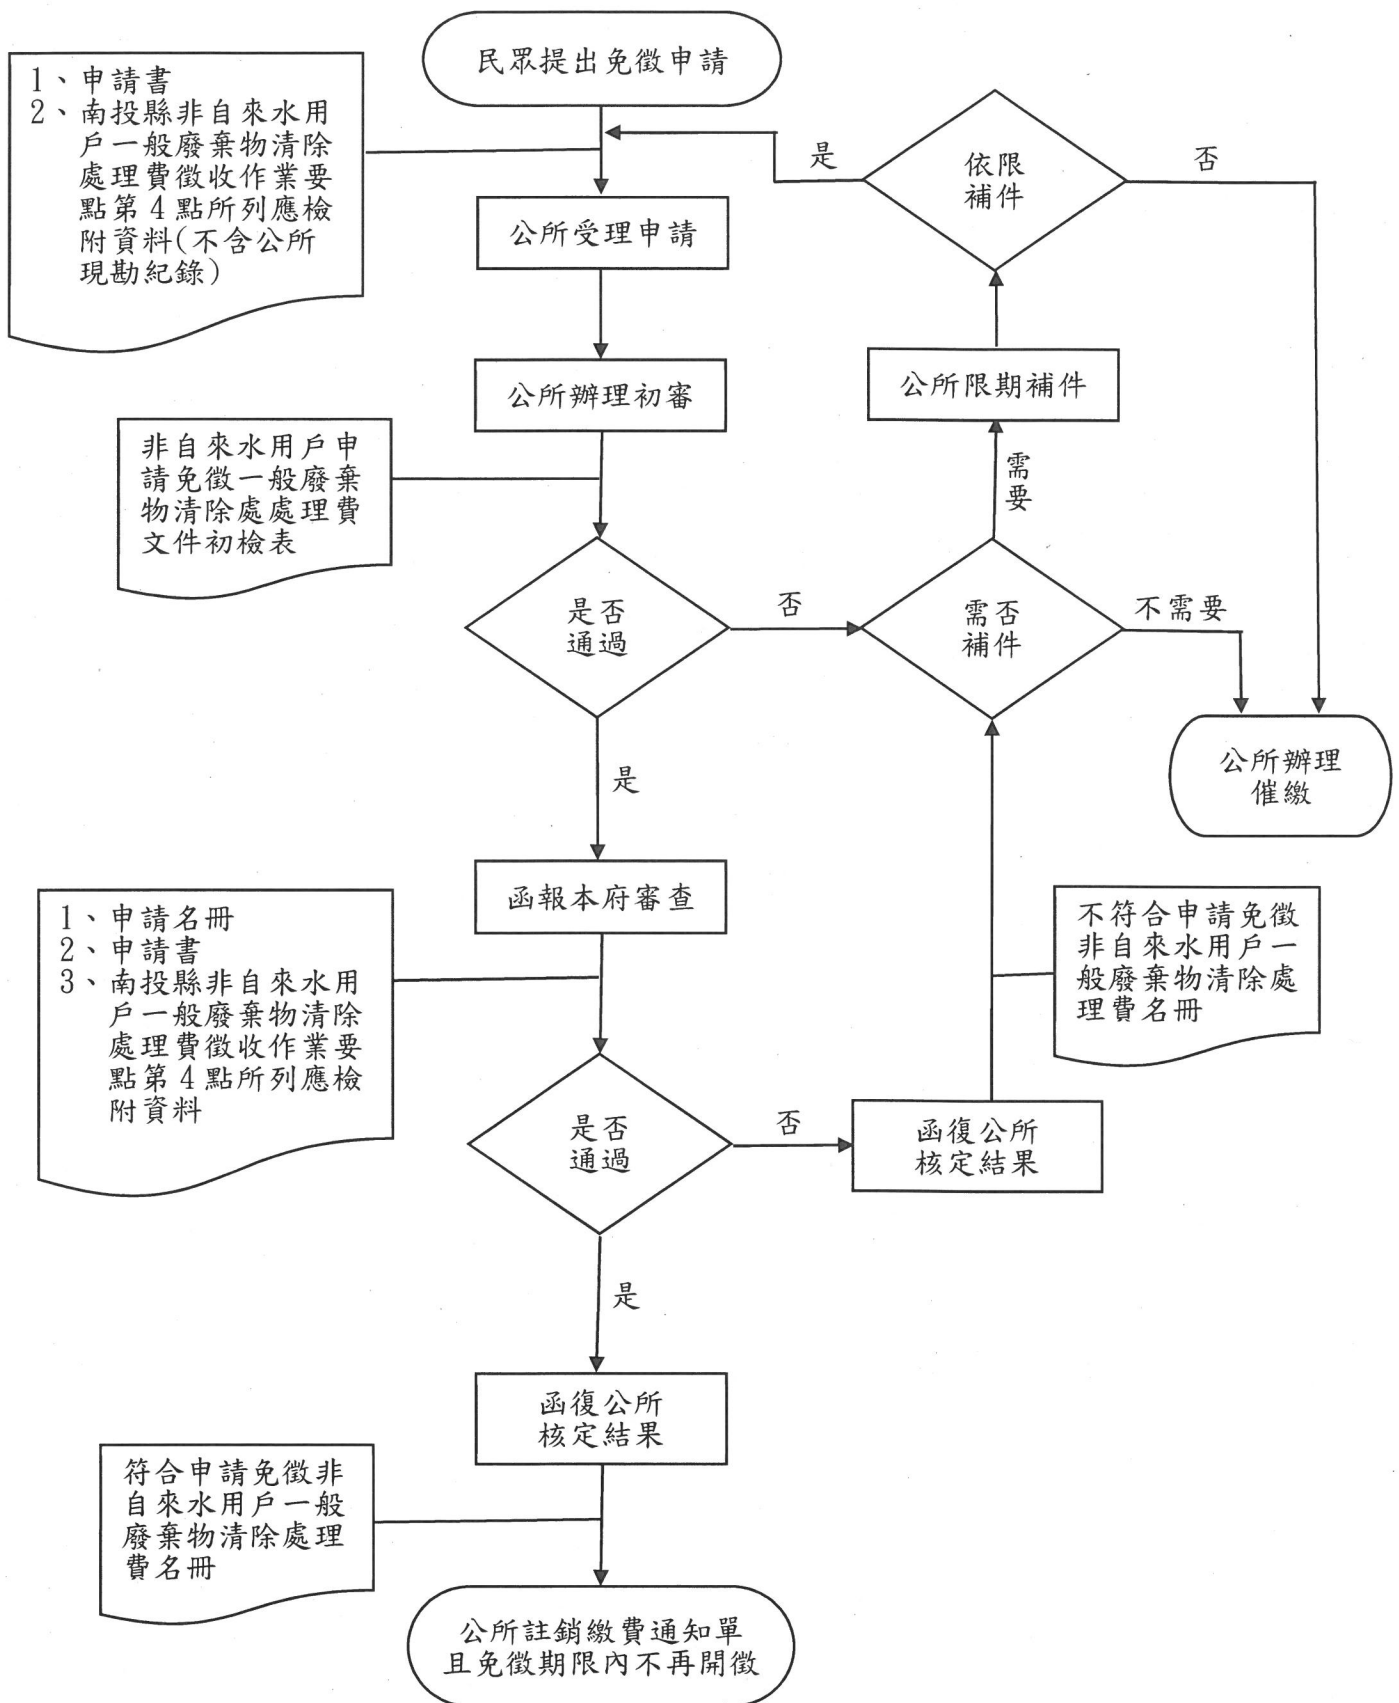 民眾提出免徵申請
1、申請書
2、南投縣非自來水用
戶一般廢棄物清除
處理費徵收作業要
點第4點所列應檢
附資料(不含公所
現勘紀錄)
是
依限
補件
否
公所受理申請
公所辦理初審
公所限期補件
非自來水用戶申
請免徵一般廢棄
物清除處處理費
文件初檢表
需
要
是否
通過
否
需否
補件
不需要
公所辦理
催繳
是
函報本府審查
1、申請名冊
2、申請書
3、南投縣非自來水用
戶一般廢棄物清除
處理費徵收作業要
點第4點所列應檢
附資料
不符合申請免徵
非自來水用戶一
般廢棄物清除處
理費名冊
是否
通過
否
函復公所
核定結果
是
函復公所
核定結果
符合申請免徵非
自來水用戶一般
廢棄物清除處理
費名冊
公所註銷繳費通知單
且免徵期限內不再開徵